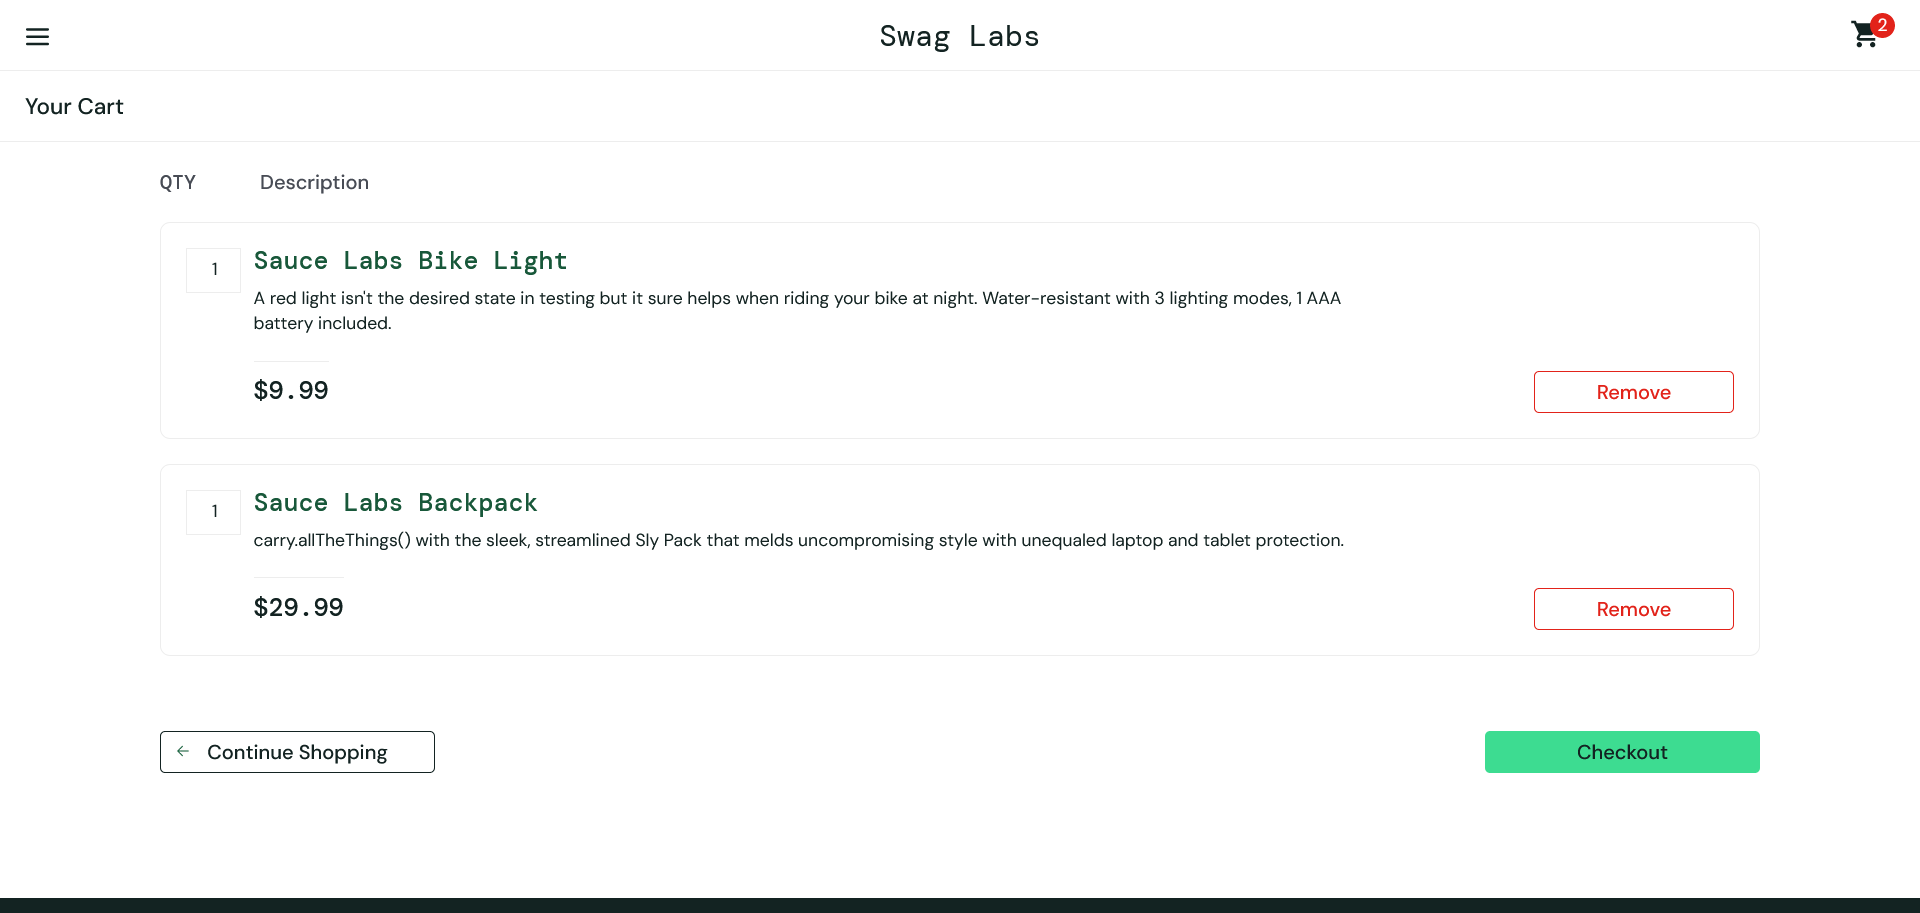 Swag Labs
2
Your Cart
QTY Description
1
Sauce Labs Bike Light
A red light isn't the desired state in testing but it sure helps when riding your bike at night. Water-resistant with 3 lighting modes, 1 AAA
battery included.
$9.99
Remove
1
Sauce Labs Backpack
carry.allTheThings() with the sleek, streamlined Sly Pack that melds uncompromising style with unequaled laptop and tablet protection.
$29.99
Remove
Continue Shopping
Checkout